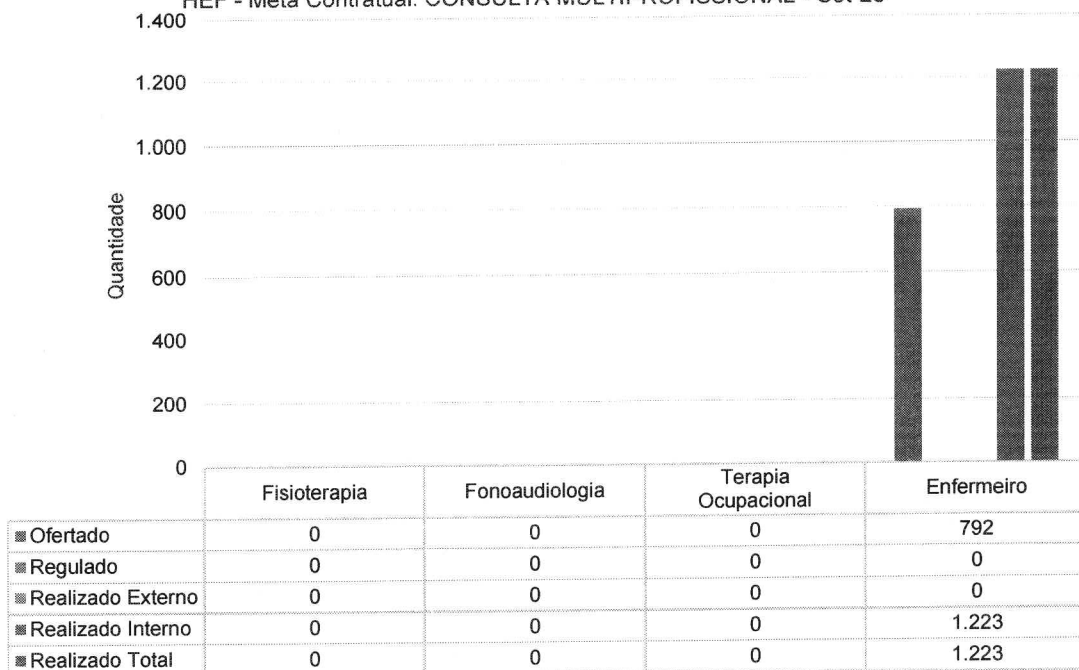 1.400
1.200
1.000
800
600
400
200
0
Quantidade
Fisioterapia Fonoaudiologia Terapia Ocupacional Enfermeiro
Ofertado 0 0 0 792
Regulado 0 0 0 0
Realizado Externo 0 0 0 0
Realizado Interno 0 0 0 1.223
Realizado Total 0 0 0 1.223